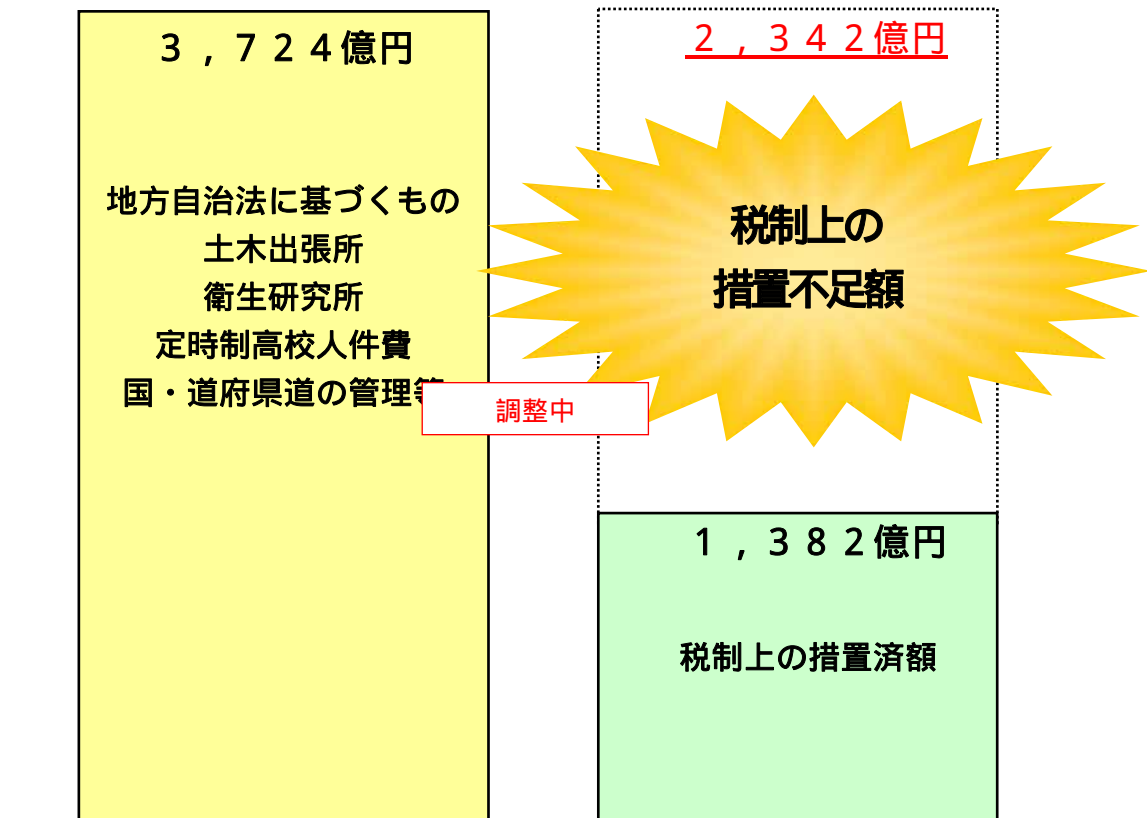 ３，７２４億円
地方自治法に基づくもの
土木出張所
衛生研究所
定時制高校人件費
国・道府県道の管理等
調整中
２，３４２億円
税制上の
措置不足額
１，３８２億円
税制上の措置済額